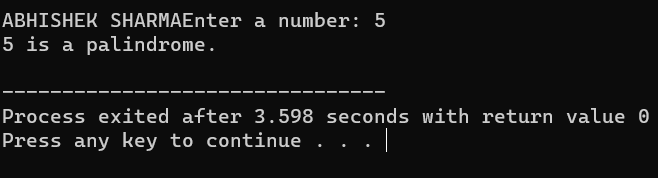 ABHISHEK SHARMAEnter a number: 5
5 is a palindrome.
--------------------------------
Process exited after 3.598 seconds with return value 0
Press any key to continue . . .